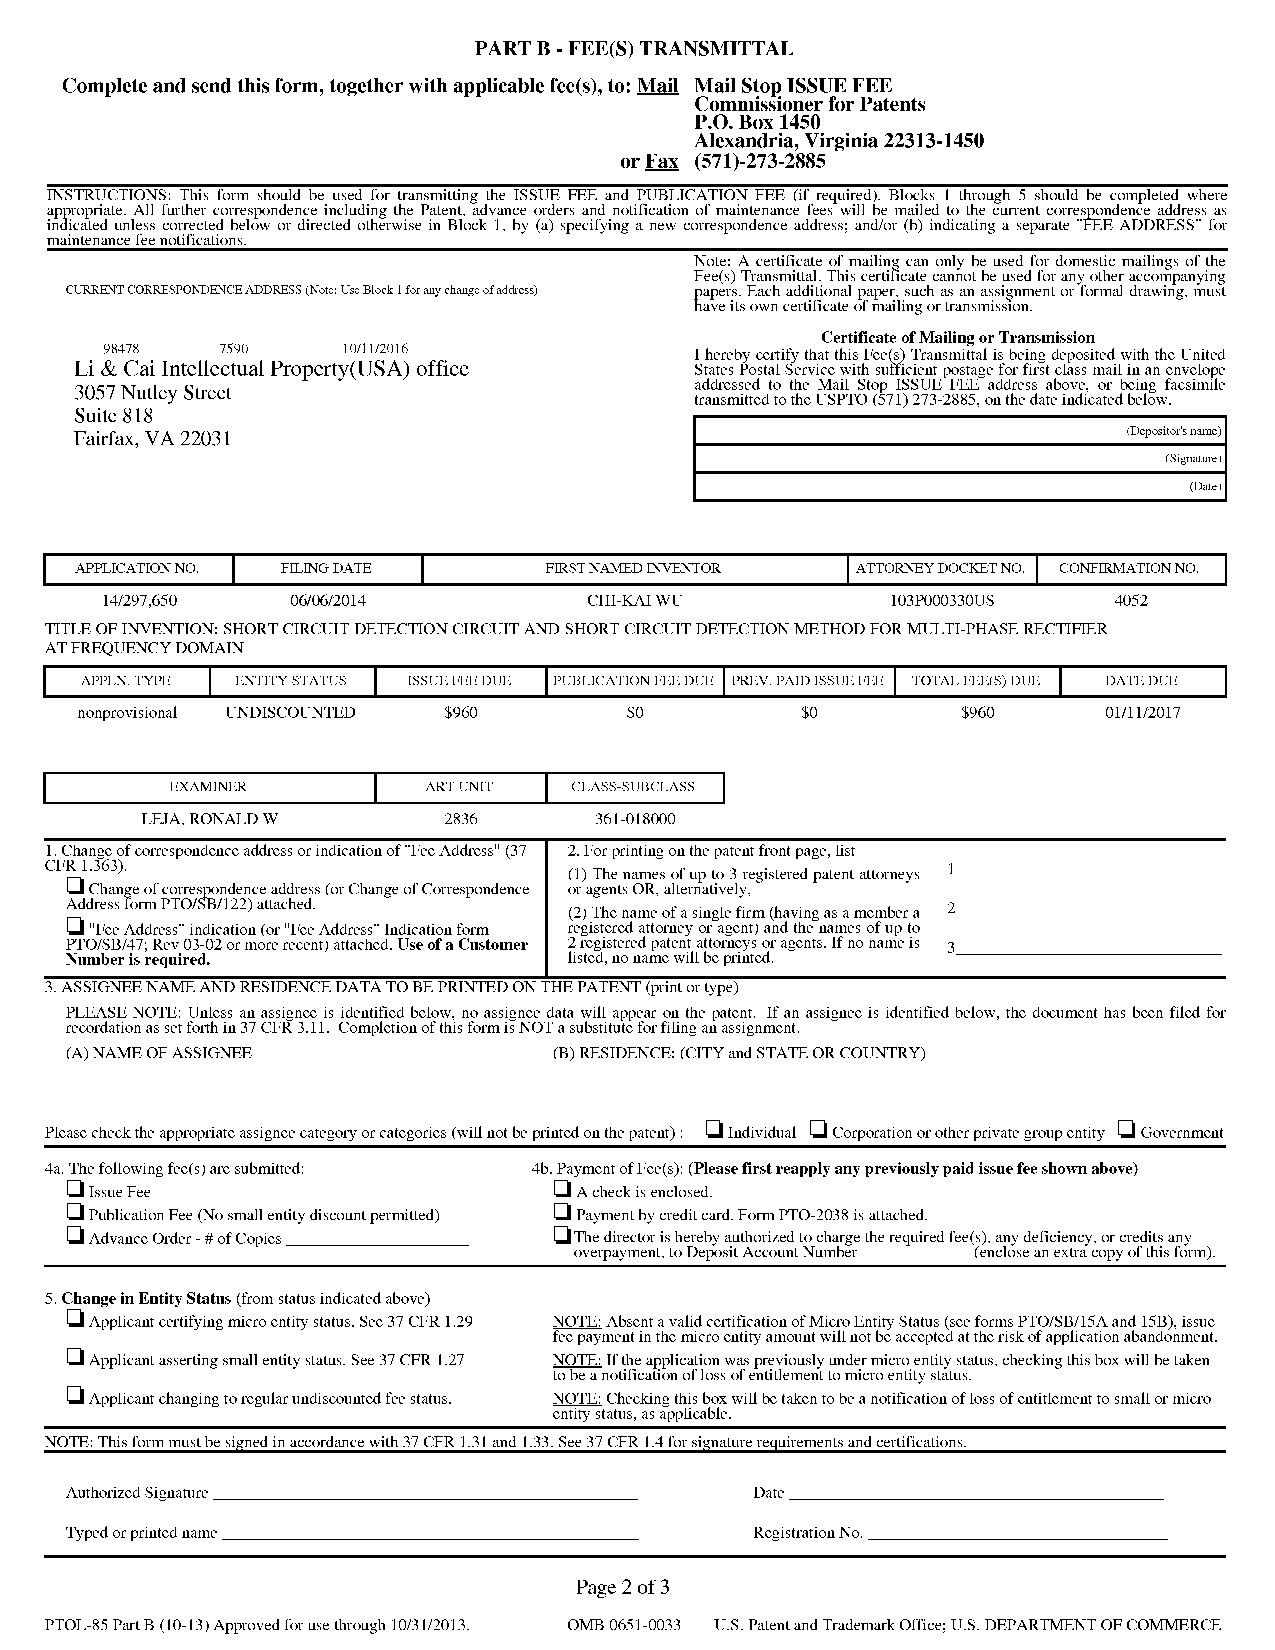 PART B - FEE(S) TRANSMITTAL
Complete and send this form, together with applicable fee(s), to: Mail Mail Stop ISSUE FEE
Commissioner for Patents
P.O. Box 1450
Alexandria, Virginia 22313-1450
or Fax (571)-273-2885
INSTRUCTIONS: This form should be used for transmitting the ISSUE FEE and PUBLICATION FEE (if required). Blocks 1 through 5 should be completed where
appropriate. All further correspondence including the Patent, advance orders and notification of maintenance fees will be mailed to the current correspondence address as
indicated unless corrected below or directed otherwise in Block 1, by (a) specifying a new correspondence address; and/or (b) indicating a separate "FEE ADDRESS" for
maintenance fee notifications.
CURRENT CORRESPONDENCE ADDRESS (Note: Use Block 1 for any change of address)
98478 7590 10/11/2016
Li & Cai Intellectual Property(USA) office
3057 Nutley Street
Suite 818
Fairfax, VA 22031
Note: A certificate of mailing can only be used for domestic mailings of the
Fee(s) Transmittal. This certificate cannot be used for any other accompanying
papers. Each additional paper, such as an assignment or formal drawing, must
have its own certificate of mailing or transmission.
Certificate of Mailing or Transmission
I hereby certify that this Fee(s) Transmittal is being deposited with the United
States Postal Service with sufficient postage for first class mail in an envelope
addressed to the Mail Stop ISSUE FEE address above, or being facsimile
transmitted to the USPTO (571) 273-2885, on the date indicated below.
(Depositor's name)
(Signature)
(Date)
APPLICATION NO. FILING DATE FIRST NAMED INVENTOR ATTORNEY DOCKET NO. CONFIRMATION NO.
14/297,650 06/06/2014 CHI-KAI WU 103P000330US 4052
TITLE OF INVENTION: SHORT CIRCUIT DETECTION CIRCUIT AND SHORT CIRCUIT DETECTION METHOD FOR MULTI-PHASE RECTIFIER
AT FREQUENCY DOMAIN
APPLN. TYPE ENTITY STATUS ISSUE FEE DUE PUBLICATION FEE DUE PREV. PAID ISSUE FEE TOTAL FEE(S) DUE DATE DUE
nonprovisional UNDISCOUNTED $960 $0 $0 $960 01/11/2017
EXAMINER ART UNIT CLASS-SUBCLASS
LEJA, RONALD W 2836 361-018000
1. Change of correspondence address or indication of "Fee Address" (37
CFR 1.363).
Change of correspondence address (or Change of Correspondence
Address form PTO/SB/122) attached.
"Fee Address" indication (or "Fee Address" Indication form
PTO/SB/47; Rev 03-02 or more recent) attached. Use of a Customer
Number is required.
2. For printing on the patent front page, list
(1) The names of up to 3 registered patent attorneys
or agents OR, alternatively,
(2) The name of a single firm (having as a member a
registered attorney or agent) and the names of up to
2 registered patent attorneys or agents. If no name is
listed, no name will be printed.
1
2
3
3. ASSIGNEE NAME AND RESIDENCE DATA TO BE PRINTED ON THE PATENT (print or type)
PLEASE NOTE: Unless an assignee is identified below, no assignee data will appear on the patent. If an assignee is identified below, the document has been filed for
recordation as set forth in 37 CFR 3.11. Completion of this form is NOT a substitute for filing an assignment.
(A) NAME OF ASSIGNEE (B) RESIDENCE: (CITY and STATE OR COUNTRY)
Please check the appropriate assignee category or categories (will not be printed on the patent) : Individual Corporation or other private group entity Government
4a. The following fee(s) are submitted:
Issue Fee
Publication Fee (No small entity discount permitted)
Advance Order - # of Copies
4b. Payment of Fee(s): (Please first reapply any previously paid issue fee shown above)
A check is enclosed.
Payment by credit card. Form PTO-2038 is attached.
The director is hereby authorized to charge the required fee(s), any deficiency, or credits any
overpayment, to Deposit Account Number (enclose an extra copy of this form).
5. Change in Entity Status (from status indicated above)
Applicant certifying micro entity status. See 37 CFR 1.29
NOTE: Absent a valid certification of Micro Entity Status (see forms PTO/SB/15A and 15B), issue
fee payment in the micro entity amount will not be accepted at the risk of application abandonment.
Applicant asserting small entity status. See 37 CFR 1.27
NOTE: If the application was previously under micro entity status, checking this box will be taken
to be a notification of loss of entitlement to micro entity status.
Applicant changing to regular undiscounted fee status.
NOTE: Checking this box will be taken to be a notification of loss of entitlement to small or micro
entity status, as applicable.
NOTE: This form must be signed in accordance with 37 CFR 1.31 and 1.33. See 37 CFR 1.4 for signature requirements and certifications.
Authorized Signature Date
Typed or printed name Registration No.
Page 2 of 3
PTOL-85 Part B (10-13) Approved for use through 10/31/2013. OMB 0651-0033 U.S. Patent and Trademark Office; U.S. DEPARTMENT OF COMMERCE